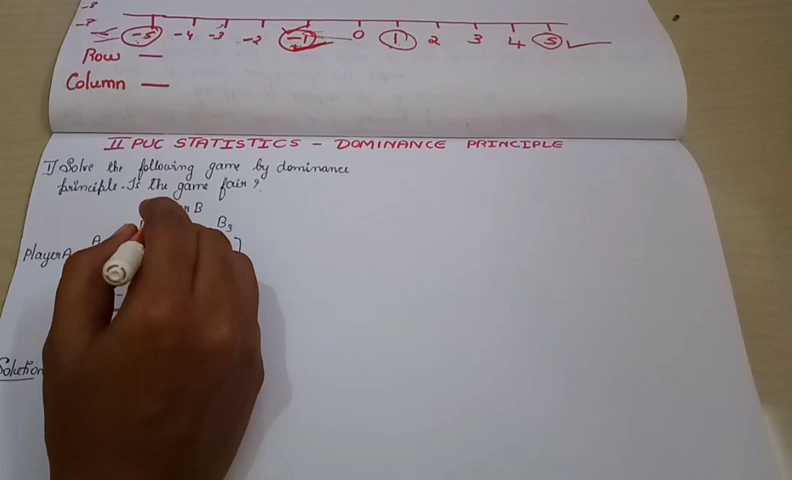 -5 -4 -3 -2 -1 0 1 2 3 4 5
Row —
Column —
II PUC STATISTICS - DOMINANCE PRINCIPLE
1) Solve the following game by dominance
principle. Is the game fair?
B
B3
Player A
Solution